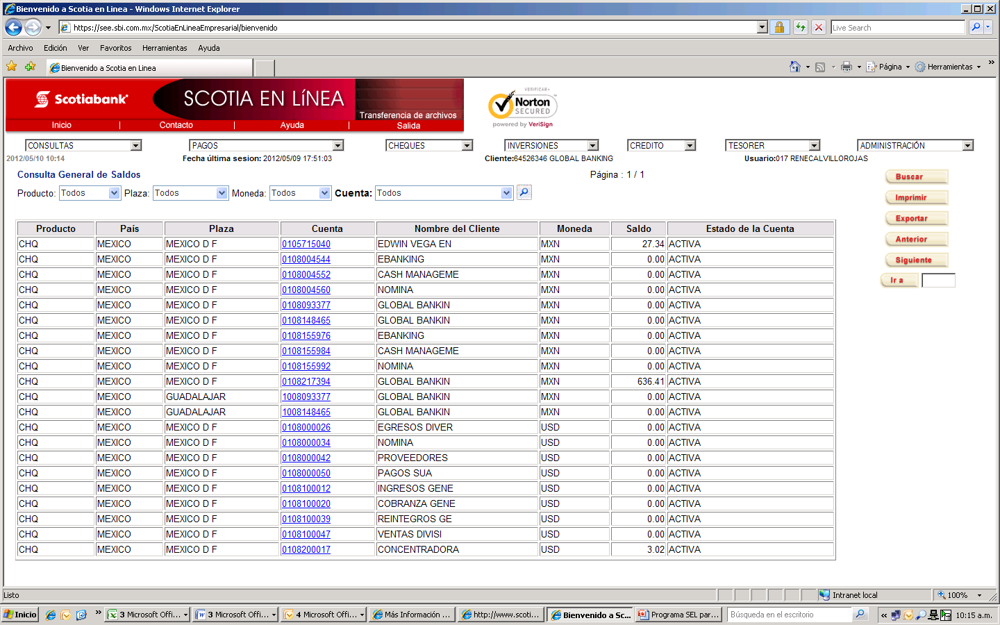 Bienvenido a Scotia en Linea - Windows Internet Explorer
https://see.sbi.com.mx/ScotiaEnLineaEmpresarial/bienvenido
Live Search
Archivo Edición Ver Favoritos Herramientas Ayuda
Bienvenido a Scotia en Linea
Página Herramientas »
Scotiabank SCOTIA EN LÍNEA
Transferencia de archivos
Inicio | Contacto | Ayuda | Salida
VERIFICAR▸
Norton
SECURED
powered by VeriSign
CONSULTAS PAGOS CHEQUES INVERSIONES CREDITO TESORER ADMINISTRACIÓN
2012/05/10 10:14 Fecha última sesion: 2012/05/09 17:51:03 Cliente:64526346 GLOBAL BANKING Usuario:017 RENECALVILLOROJAS
Consulta General de Saldos Página : 1 / 1
Producto: Todos Plaza: Todos Moneda: Todos Cuenta: Todos
Buscar
Imprimir
Exportar
Anterior
Siguiente
Ir a
Producto País Plaza Cuenta Nombre del Cliente Moneda Saldo Estado de la Cuenta
CHQ MEXICO MEXICO D F 0105715040 EDWIN VEGA EN MXN 27.34 ACTIVA
CHQ MEXICO MEXICO D F 0108004544 EBANKING MXN 0.00 ACTIVA
CHQ MEXICO MEXICO D F 0108004552 CASH MANAGEME MXN 0.00 ACTIVA
CHQ MEXICO MEXICO D F 0108004560 NOMINA MXN 0.00 ACTIVA
CHQ MEXICO MEXICO D F 0108093377 GLOBAL BANKIN MXN 0.00 ACTIVA
CHQ MEXICO MEXICO D F 0108148465 GLOBAL BANKIN MXN 0.00 ACTIVA
CHQ MEXICO MEXICO D F 0108155976 EBANKING MXN 0.00 ACTIVA
CHQ MEXICO MEXICO D F 0108155984 CASH MANAGEME MXN 0.00 ACTIVA
CHQ MEXICO MEXICO D F 0108155992 NOMINA MXN 0.00 ACTIVA
CHQ MEXICO MEXICO D F 0108217394 GLOBAL BANKIN MXN 636.41 ACTIVA
CHQ MEXICO GUADALAJAR 1008093377 GLOBAL BANKIN MXN 0.00 ACTIVA
CHQ MEXICO GUADALAJAR 1008148465 GLOBAL BANKIN MXN 0.00 ACTIVA
CHQ MEXICO MEXICO D F 0108000026 EGRESOS DIVER USD 0.00 ACTIVA
CHQ MEXICO MEXICO D F 0108000034 NOMINA USD 0.00 ACTIVA
CHQ MEXICO MEXICO D F 0108000042 PROVEEDORES USD 0.00 ACTIVA
CHQ MEXICO MEXICO D F 0108000050 PAGOS SUA USD 0.00 ACTIVA
CHQ MEXICO MEXICO D F 0108100012 INGRESOS GENE USD 0.00 ACTIVA
CHQ MEXICO MEXICO D F 0108100020 COBRANZA GENE USD 0.00 ACTIVA
CHQ MEXICO MEXICO D F 0108100039 REINTEGROS GE USD 0.00 ACTIVA
CHQ MEXICO MEXICO D F 0108100047 VENTAS DIVISI USD 0.00 ACTIVA
CHQ MEXICO MEXICO D F 0108200017 CONCENTRADORA USD 3.02 ACTIVA
Listo Intranet local 100%
Inicio » 3 Microsoft Offi... 3 Microsoft Offi... 4 Microsoft Offi... Más Información ... http://www.scoti... Bienvenido a Sc... Programa SEL par... Búsqueda en el escritorio « 10:15 a.m.